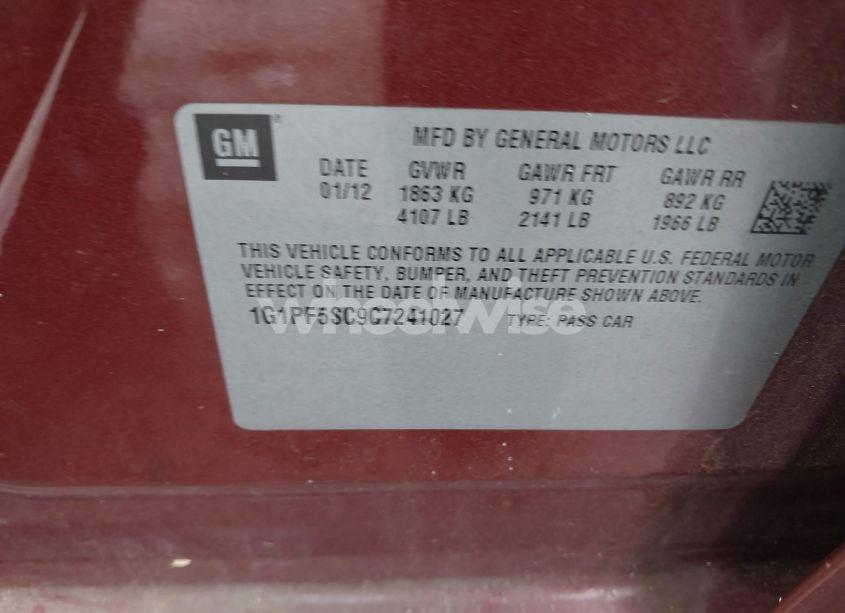 GM
MFD BY GENERAL MOTORS LLC
DATE GVWR GAWR FRT GAWR RR
01/12 1863 KG 971 KG 892 KG
4107 LB 2141 LB 1966 LB
THIS VEHICLE CONFORMS TO ALL APPLICABLE U.S. FEDERAL MOTOR
VEHICLE SAFETY, BUMPER, AND THEFT PREVENTION STANDARDS IN
EFFECT ON THE DATE OF MANUFACTURE SHOWN ABOVE.
1G1PF5SC9C7241027 TYPE: PASS CAR
wheelwise